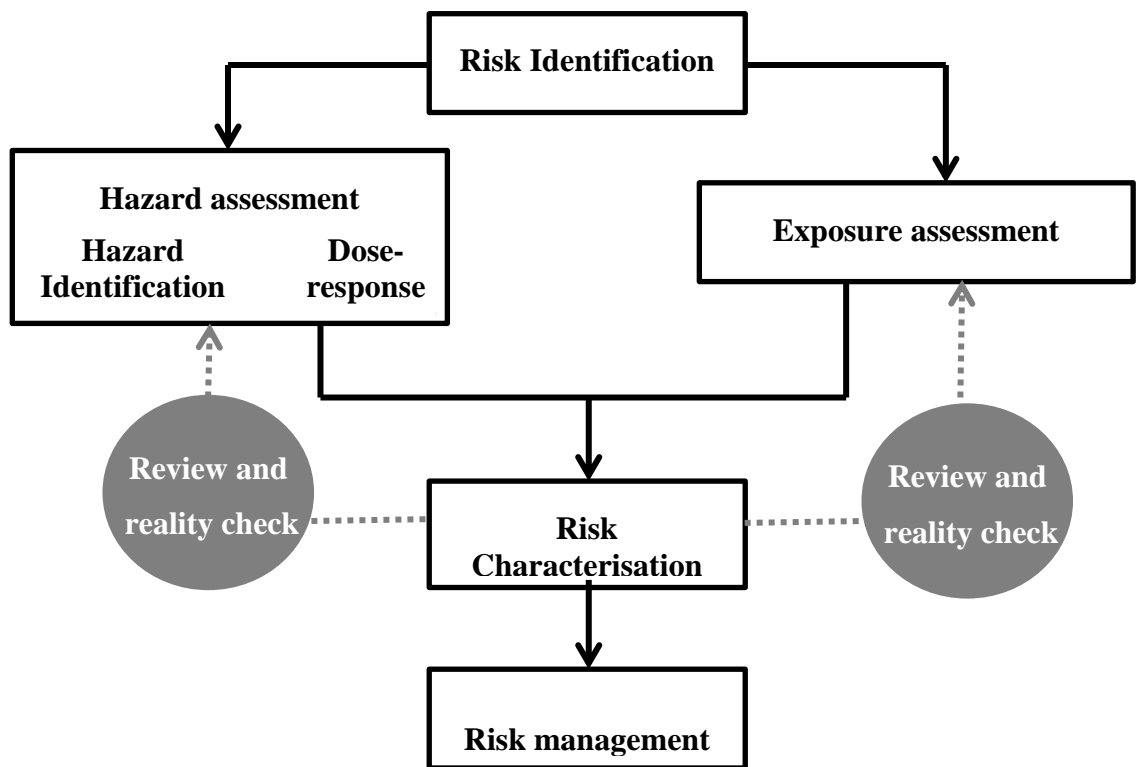 Risk Identification
Hazard assessment
Hazard
Identification
Dose-
response
Exposure assessment
Review and
reality check
Review and
reality check
Risk
Characterisation
Risk management